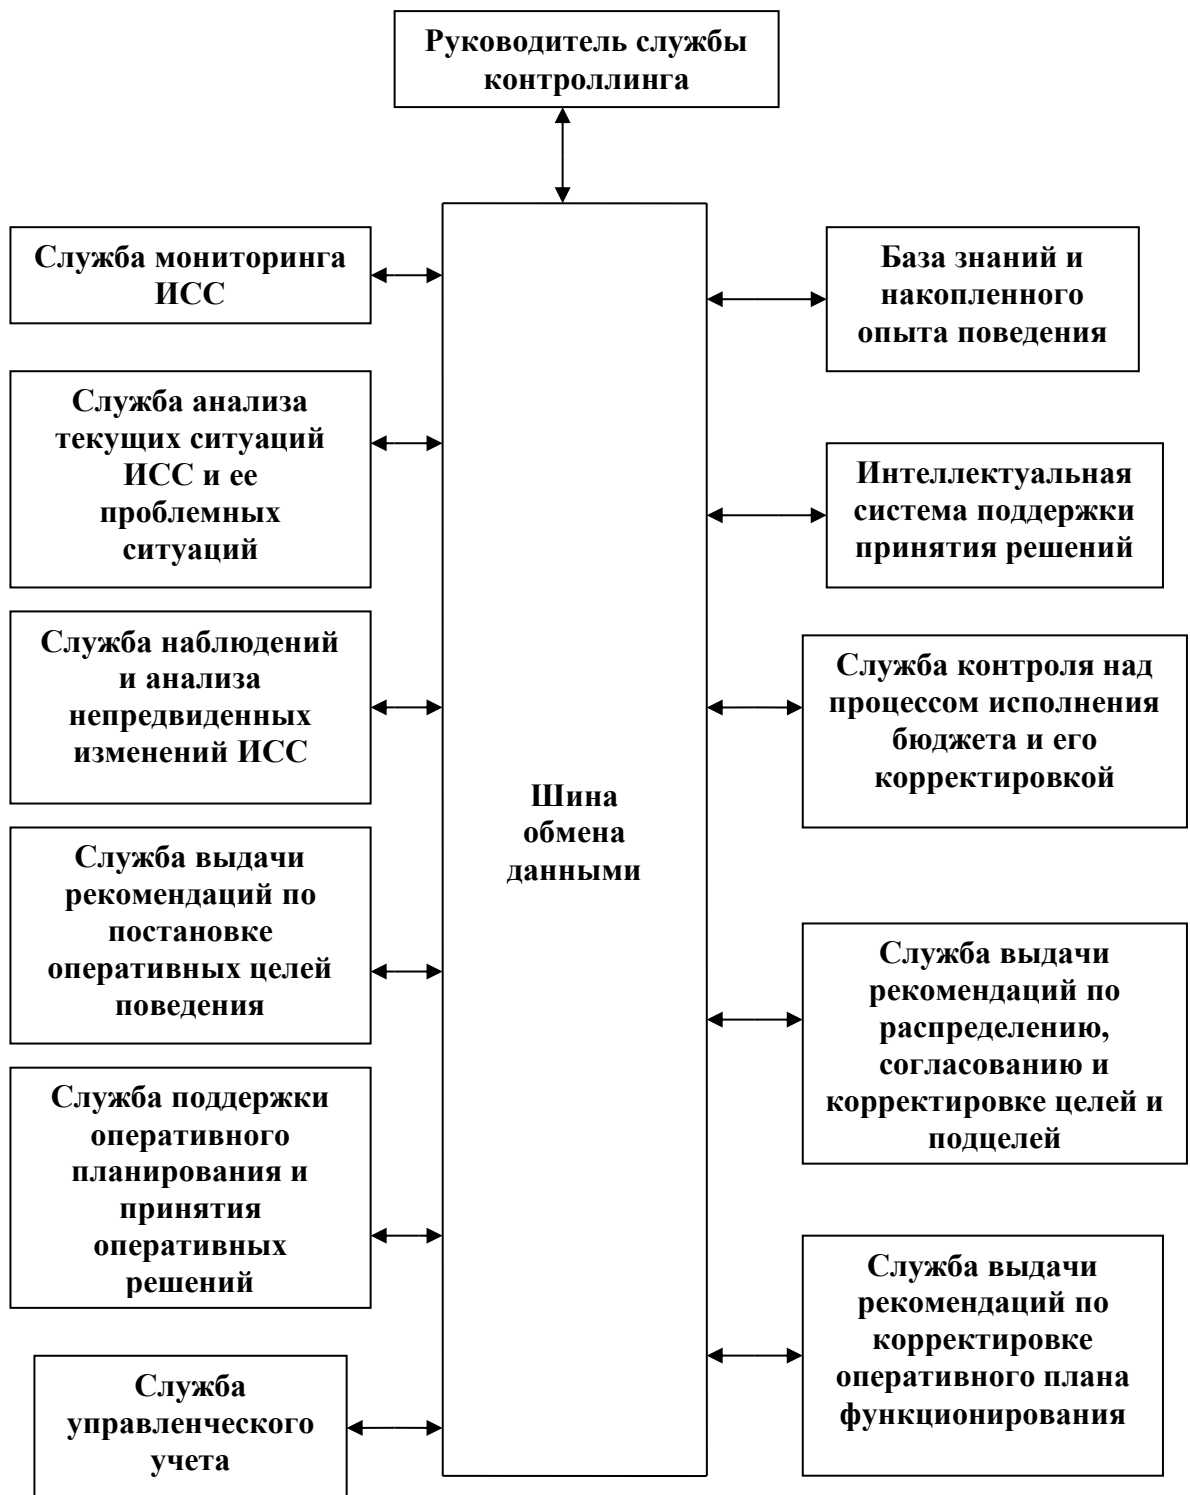 Руководитель службы
контроллинга
Служба мониторинга
ИСС
Служба анализа
текущих ситуаций
ИСС и ее
проблемных
ситуаций
Служба наблюдений
и анализа
непредвиденных
изменений ИСС
Служба выдачи
рекомендаций по
постановке
оперативных целей
поведения
Служба поддержки
оперативного
планирования и
принятия
оперативных
решений
Служба
управленческого
учета
Шина
обмена
данными
База знаний и
накопленного
опыта поведения
Интеллектуальная
система поддержки
принятия решений
Служба контроля над
процессом исполнения
бюджета и его
корректировкой
Служба выдачи
рекомендаций по
распределению,
согласованию и
корректировке целей и
подцелей
Служба выдачи
рекомендаций по
корректировке
оперативного плана
функционирования